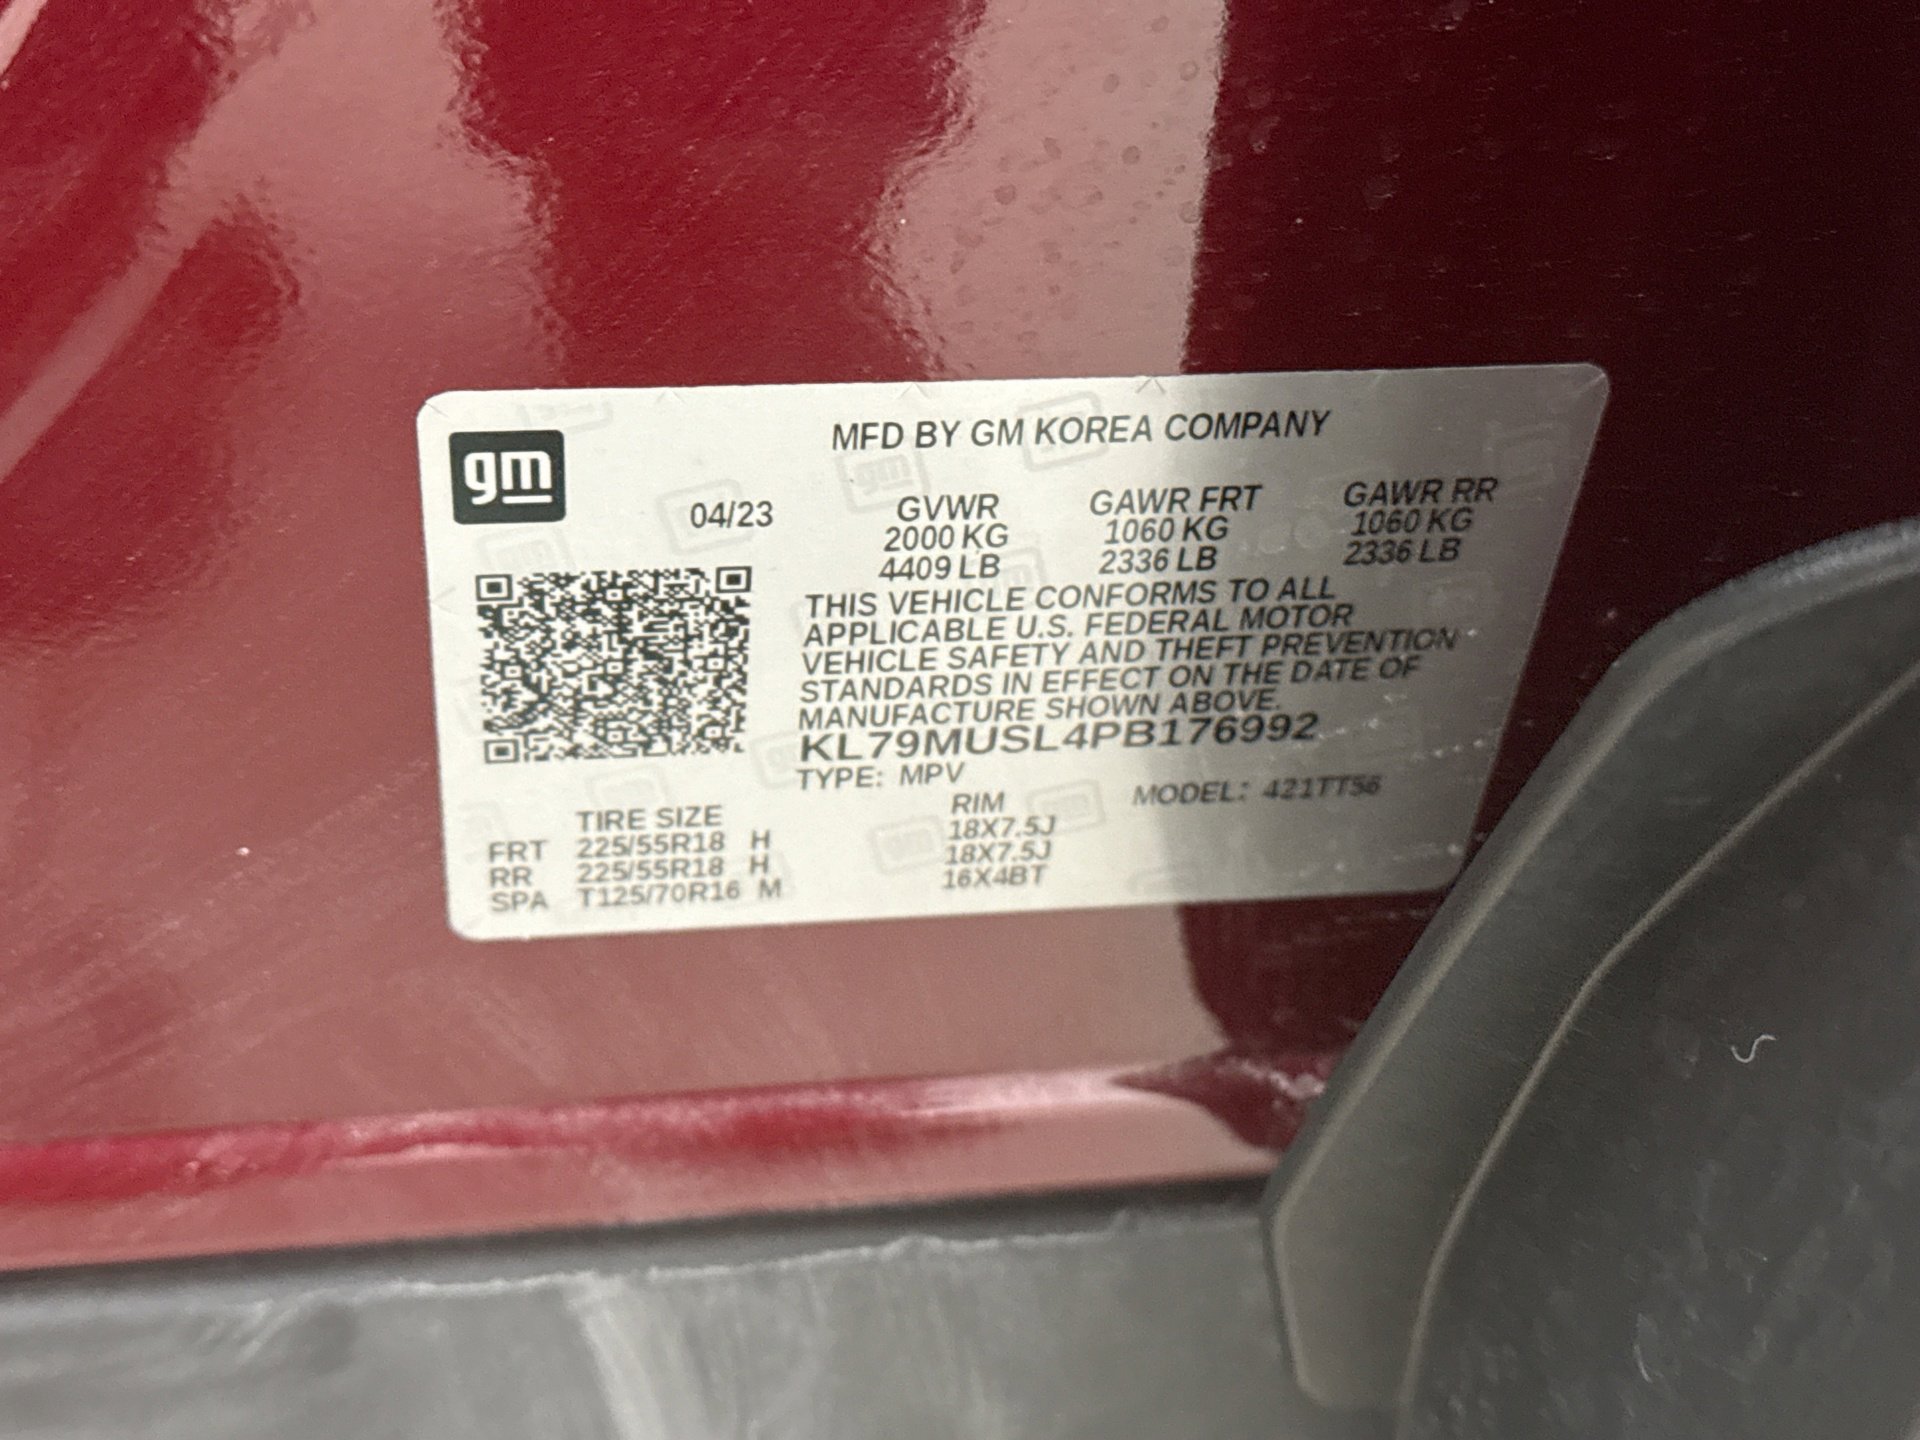 gm
MFD BY GM KOREA COMPANY
04/23 GVWR GAWR FRT GAWR RR
2000 KG 1060 KG 1060 KG
4409 LB 2336 LB 2336 LB
THIS VEHICLE CONFORMS TO ALL
APPLICABLE U.S. FEDERAL MOTOR
VEHICLE SAFETY AND THEFT PREVENTION
STANDARDS IN EFFECT ON THE DATE OF
MANUFACTURE SHOWN ABOVE.
KL79MUSL4PB176992
TYPE: MPV MODEL: 421TT56
TIRE SIZE RIM
FRT 225/55R18 H 18X7.5J
RR 225/55R18 H 18X7.5J
SPA T125/70R16 M 16X4BT